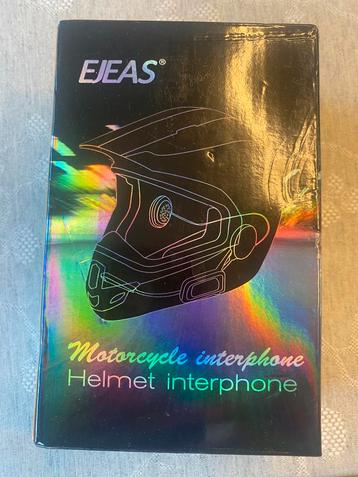 EJEAS®
Motorcycle interphone
Helmet interphone